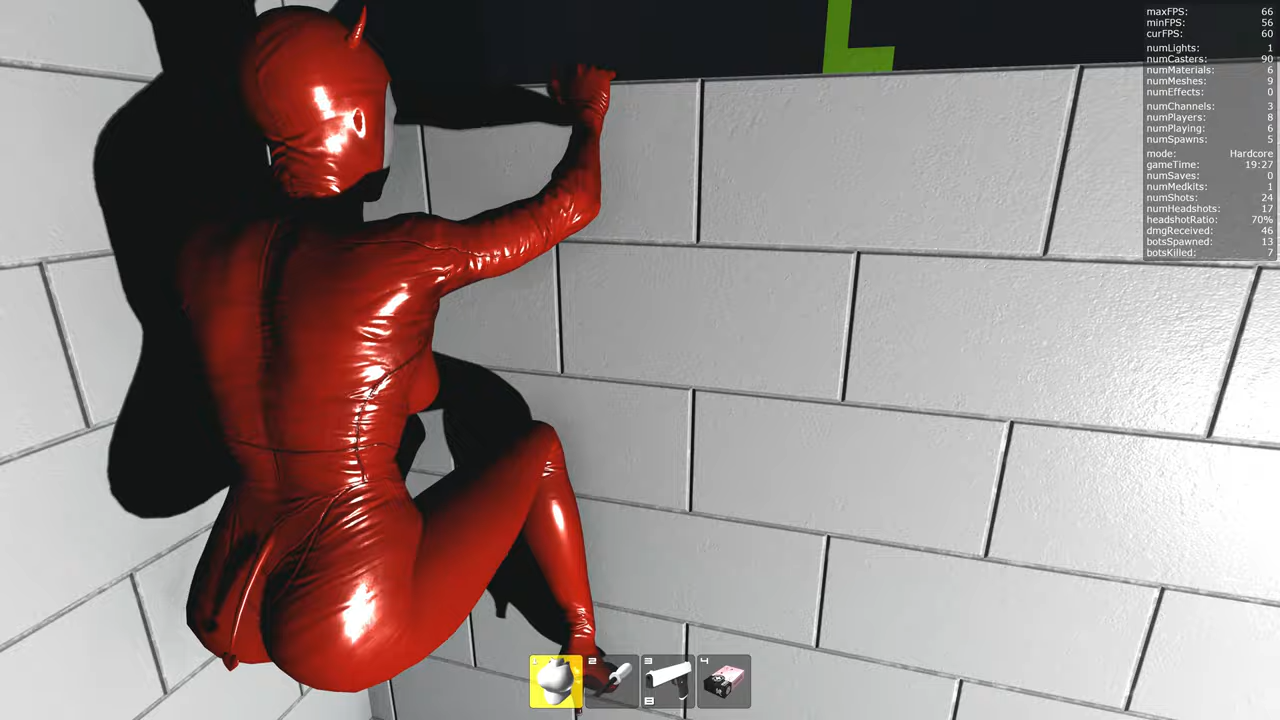 maxFPS: 66
minFPS: 56
curFPS: 60
numLights: 1
numCasters: 90
numMaterials: 6
numMeshes: 9
numEffects: 0
numChannels: 3
numPlayers: 8
numPlaying: 6
numSpawns: 5
mode: Hardcore
gameTime: 19:27
numSaves: 0
numMedkits: 1
numShots: 24
numHeadshots: 17
headshotRatio: 70%
dmgReceived: 46
botsSpawned: 13
botsKilled: 7
1 2 3 4
8